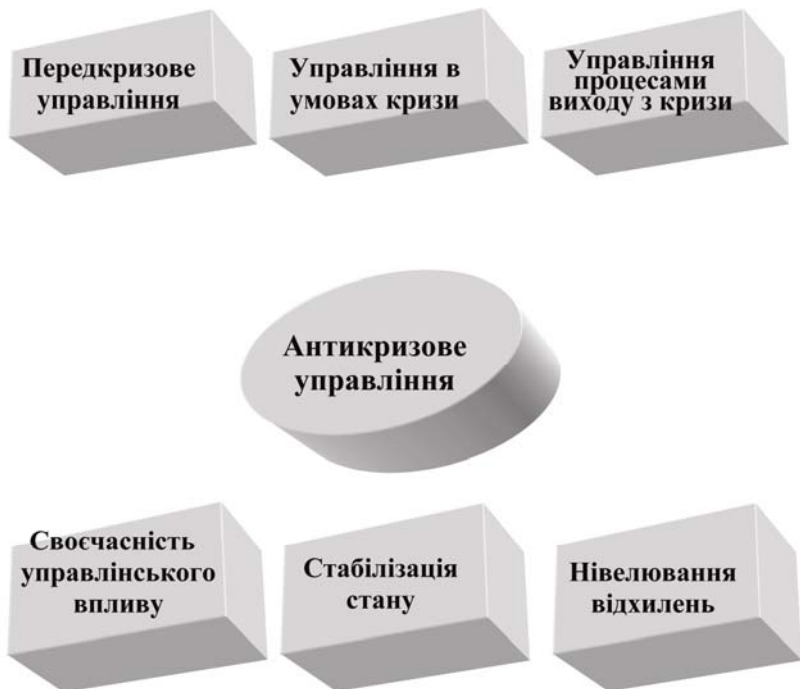 Передкризове
управління
Управління в
умовах кризи
Управління
процесами
виходу з кризи
Антикризове
управління
Своєчасність
управлінського
впливу
Стабілізація
стану
Нівелювання
відхилень